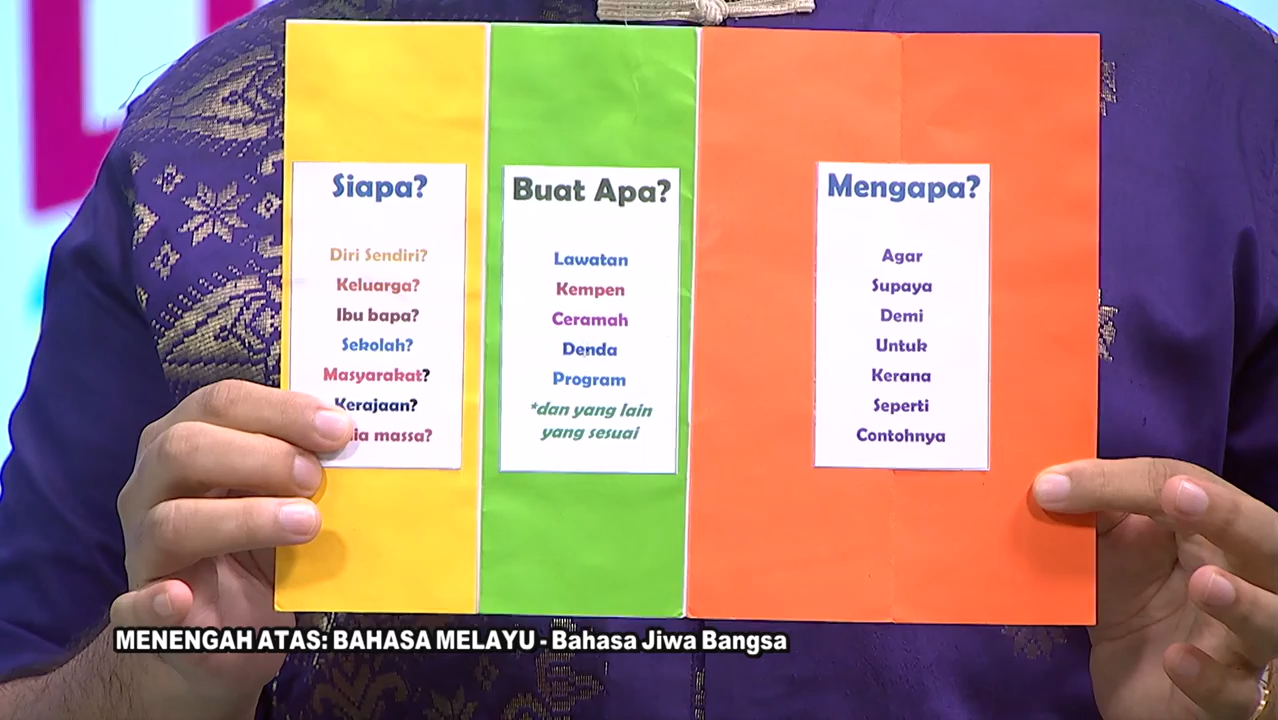 Siapa?
Diri Sendiri?
Keluarga?
Ibu bapa?
Sekolah?
Masyarakat?
Kerajaan?
massa?
Buat Apa?
Lawatan
Kempen
Ceramah
Denda
Program
*dan yang lain
yang sesuai
Mengapa?
Agar
Supaya
Demi
Untuk
Kerana
Seperti
Contohnya
MENENGAH ATAS: BAHASA MELAYU - Bahasa Jiwa Bangsa